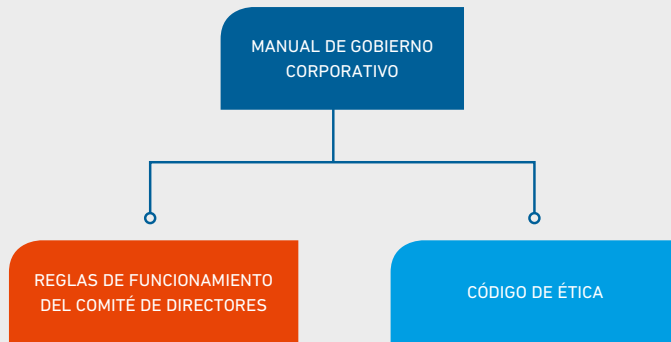 MANUAL DE GOBIERNO
CORPORATIVO
REGLAS DE FUNCIONAMIENTO
DEL COMITÉ DE DIRECTORES
CÓDIGO DE ÉTICA